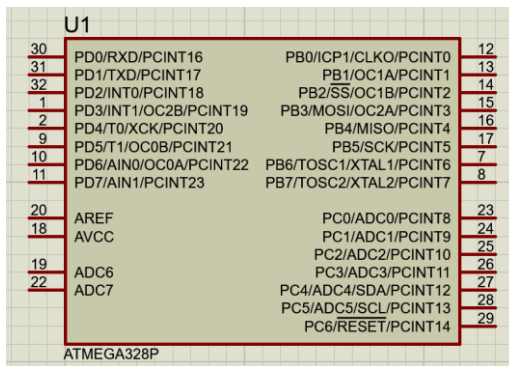 U1
30 PD0/RXD/PCINT16 PB0/ICP1/CLKO/PCINT0 12
31 PD1/TXD/PCINT17 PB1/OC1A/PCINT1 13
32 PD2/INT0/PCINT18 PB2/SS/OC1B/PCINT2 14
1 PD3/INT1/OC2B/PCINT19 PB3/MOSI/OC2A/PCINT3 15
2 PD4/T0/XCK/PCINT20 PB4/MISO/PCINT4 16
9 PD5/T1/OC0B/PCINT21 PB5/SCK/PCINT5 17
10 PD6/AIN0/OC0A/PCINT22 PB6/TOSC1/XTAL1/PCINT6 7
11 PD7/AIN1/PCINT23 PB7/TOSC2/XTAL2/PCINT7 8
20 AREF PC0/ADC0/PCINT8 23
18 AVCC PC1/ADC1/PCINT9 24
PC2/ADC2/PCINT10 25
19 ADC6 PC3/ADC3/PCINT11 26
22 ADC7 PC4/ADC4/SDA/PCINT12 27
PC5/ADC5/SCL/PCINT13 28
PC6/RESET/PCINT14 29
ATMEGA328P